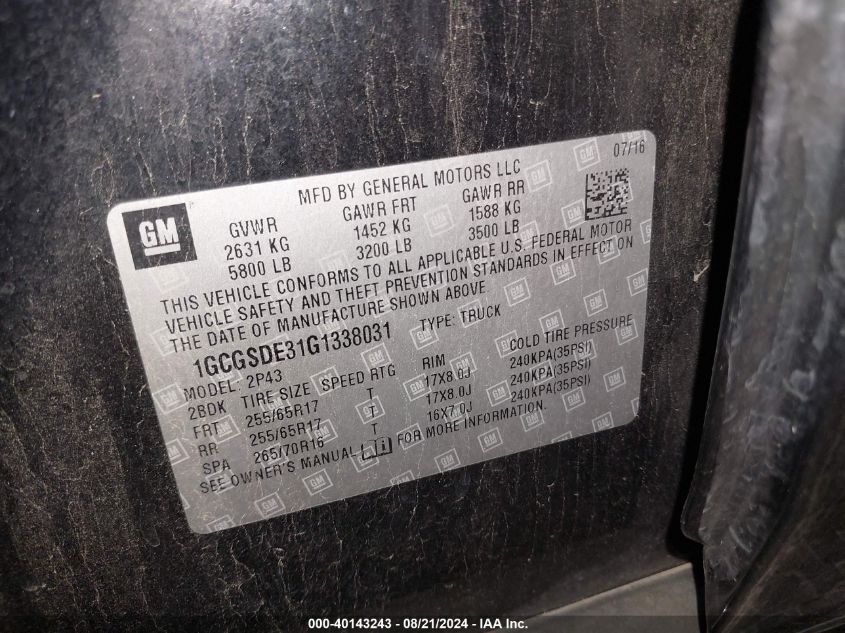 07/16
MFD BY GENERAL MOTORS LLC
GM
GVWR GAWR FRT GAWR RR
2631 KG 1452 KG 1588 KG
5800 LB 3200 LB 3500 LB
THIS VEHICLE CONFORMS TO ALL APPLICABLE U.S. FEDERAL MOTOR
VEHICLE SAFETY AND THEFT PREVENTION STANDARDS IN EFFECT ON
THE DATE OF MANUFACTURE SHOWN ABOVE
1GCGSDE31G1338031 TYPE: TRUCK
MODEL: 2P43
2BDK TIRE SIZE SPEED RTG RIM COLD TIRE PRESSURE
FRT 255/65R17 T 17X8.0J 240KPA(35PSI)
RR 255/65R17 T 17X8.0J 240KPA(35PSI)
SPA 265/70R16 T 16X7.0J 240KPA(35PSI)
SEE OWNER'S MANUAL FOR MORE INFORMATION.
000-40143243 - 08/21/2024 - IAA Inc.